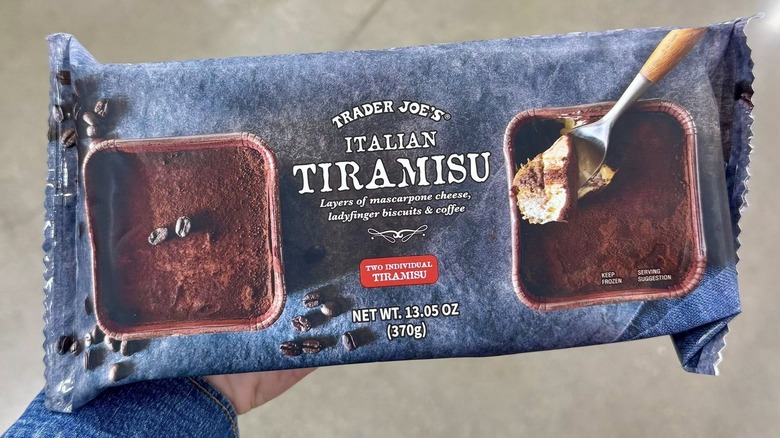 TRADER JOE'S®
ITALIAN
TIRAMISU
Layers of mascarpone cheese,
ladyfinger biscuits & coffee
TWO INDIVIDUAL
TIRAMISU
NET WT. 13.05 OZ
(370g)
KEEP
FROZEN
SERVING
SUGGESTION